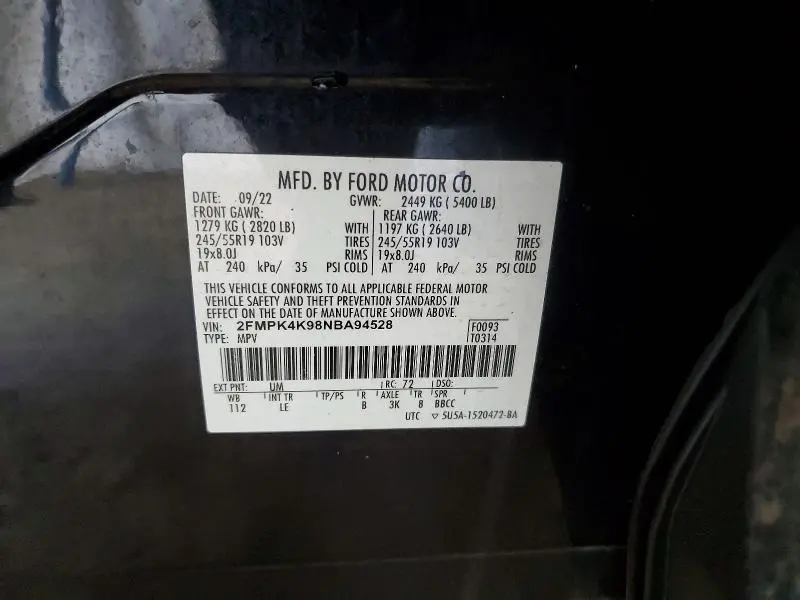 MFD. BY FORD MOTOR CO.
DATE: 09/22 GVWR: 2449 KG ( 5400 LB)
FRONT GAWR: REAR GAWR:
1279 KG ( 2820 LB) WITH 1197 KG ( 2640 LB) WITH
245/55R19 103V TIRES 245/55R19 103V TIRES
19x8.0J RIMS 19x8.0J RIMS
AT 240 kPa/ 35 PSI COLD AT 240 kPa/ 35 PSI COLD
THIS VEHICLE CONFORMS TO ALL APPLICABLE FEDERAL MOTOR
VEHICLE SAFETY AND THEFT PREVENTION STANDARDS IN
EFFECT ON THE DATE OF MANUFACTURE SHOWN ABOVE.
VIN: 2FMPK4K98NBA94528 F0093
TYPE: MPV T0314
EXT PNT: UM RC: 72 DSO:
WB INT TR TP/PS R AXLE TR SPR
112 LE B 3K 8 BBCC
UTC ▽ 5U5A-1520472-BA